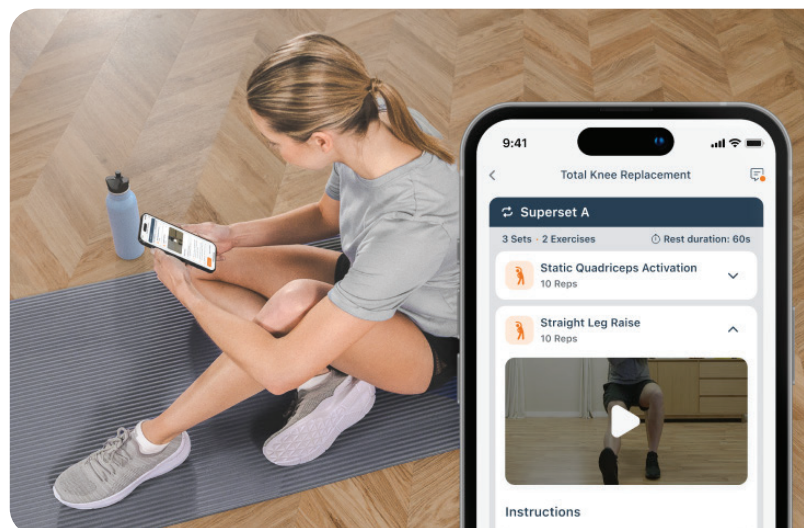 9:41
Total Knee Replacement
Superset A
3 Sets · 2 Exercises Rest duration: 60s
Static Quadriceps Activation
10 Reps
Straight Leg Raise
10 Reps
Instructions